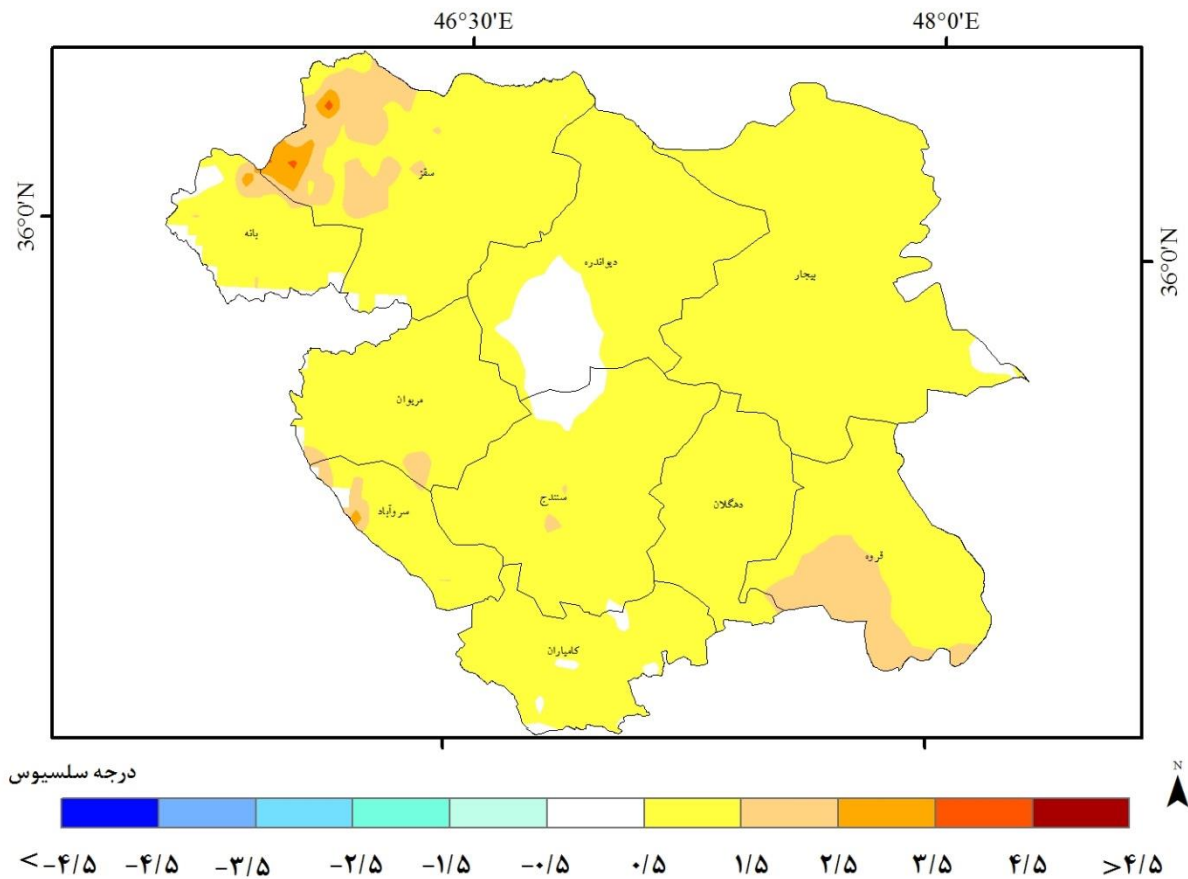 46°30'E 48°0'E
36°0'N
36°0'N
سقز
بانه
دیواندره
بیجار
مریوان
سنندج
دهگلان
سروآباد
قروه
کامیاران
درجه سلسیوس
N
<-۴/۵ -۴/۵ -۳/۵ -۲/۵ -۱/۵ -۰/۵ ۰/۵ ۱/۵ ۲/۵ ۳/۵ ۴/۵ >۴/۵